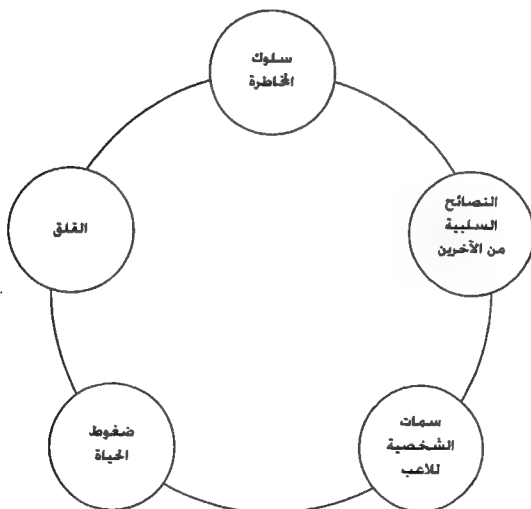 سلوك
المخاطرة
النصائح
السلبية
من الآخرين
القلق
سمات
الشخصية
للاعب
ضغوط
الحياة